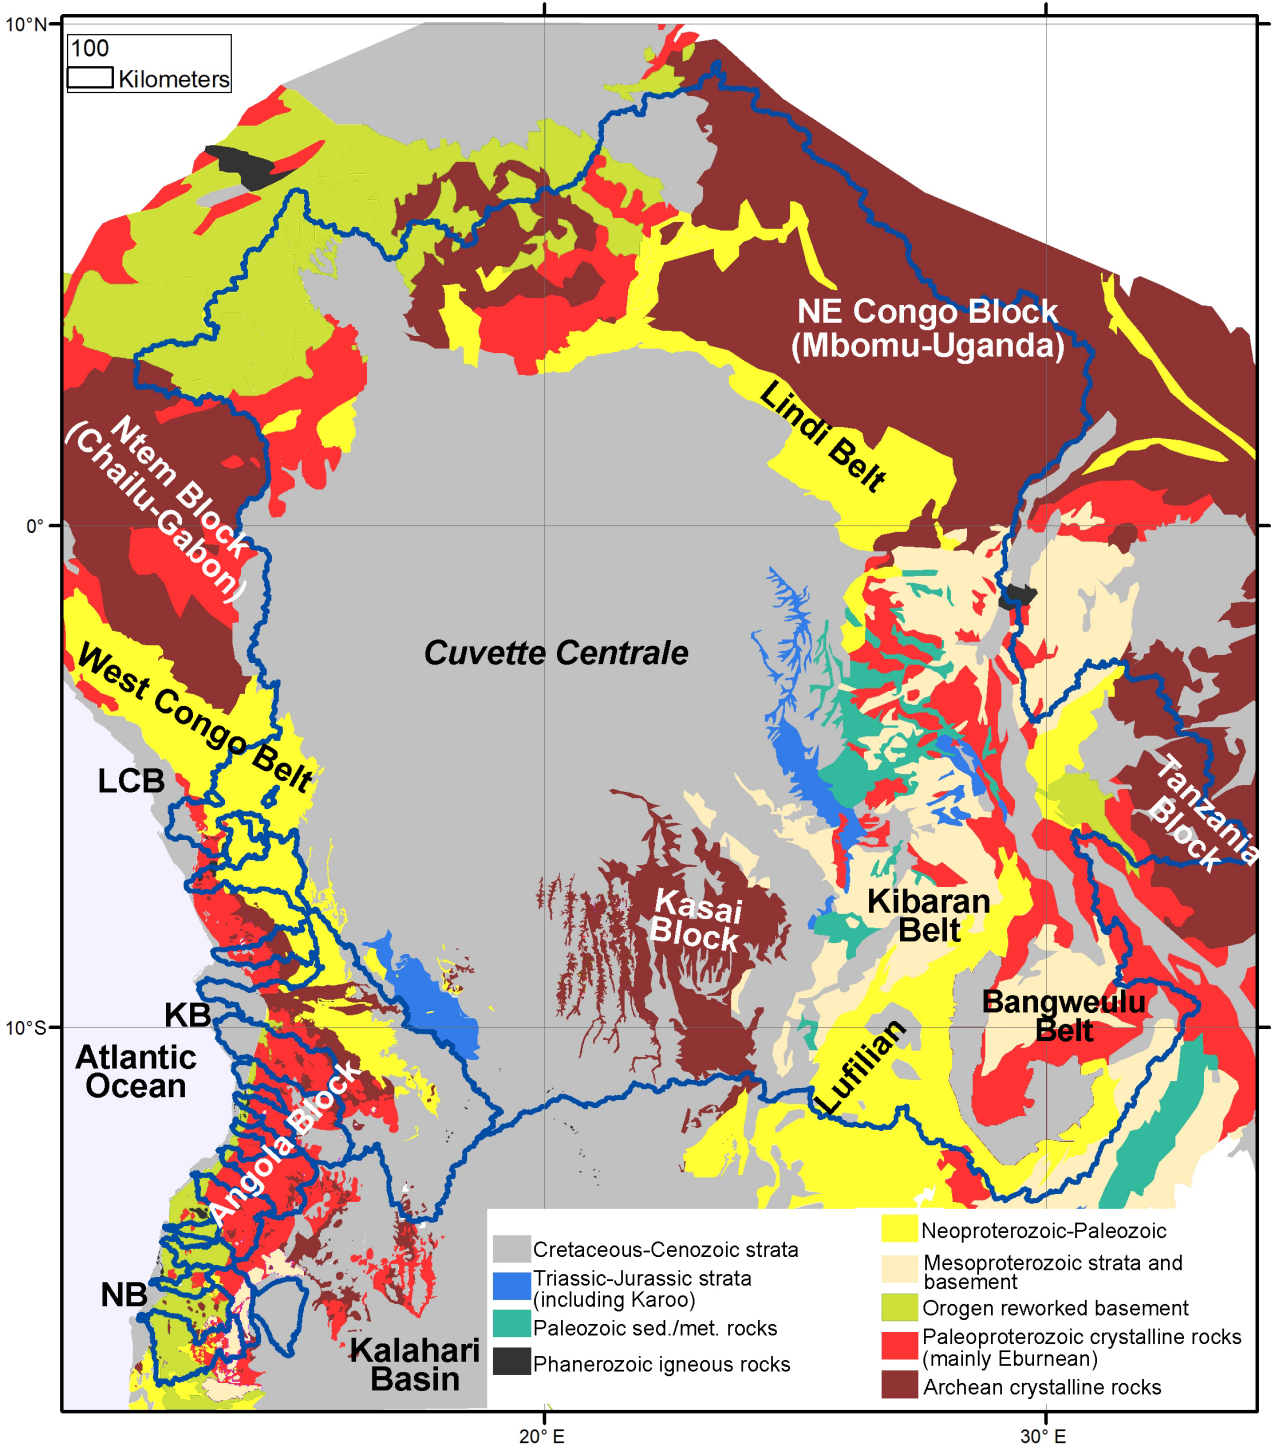 10°N
100
Kilometers
NE Congo Block
(Mbomu-Uganda)
Lindi Belt
Ntem Block
(Chailu-Gabon)
0°
Cuvette Centrale
West Congo Belt
LCB
Tanzania
Block
Kasai
Block
Kibaran
Belt
Bangweulu
Belt
KB
10°S
Atlantic
Ocean
Lufilian
Angola Block
NB
Kalahari
Basin
Cretaceous-Cenozoic strata
Triassic-Jurassic strata
(including Karoo)
Paleozoic sed./met. rocks
Phanerozoic igneous rocks
Neoproterozoic-Paleozoic
Mesoproterozoic strata and
basement
Orogen reworked basement
Paleoproterozoic crystalline rocks
(mainly Eburnean)
Archean crystalline rocks
20° E
30° E